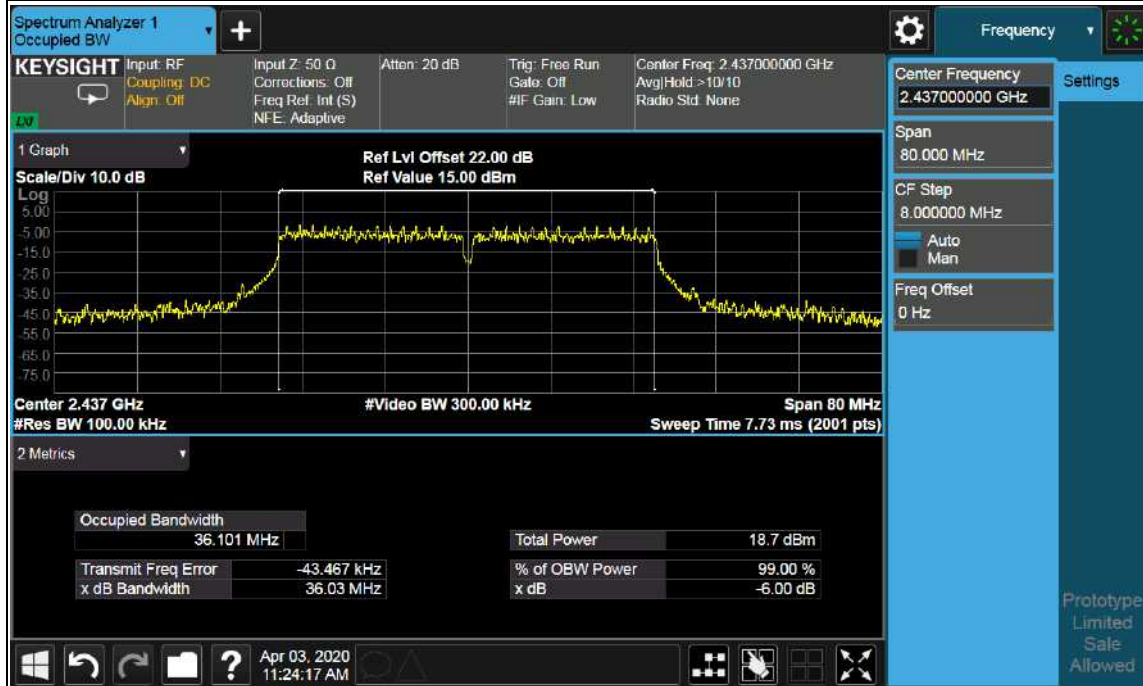 Spectrum Analyzer 1
Occupied BW
+
Frequency
KEYSIGHT
Input: RF
Coupling: DC
Align: Off
Input Z: 50 Ω
Corrections: Off
Freq Ref: Int (S)
NFE: Adaptive
Atten: 20 dB
Trig: Free Run
Gate: Off
#IF Gain: Low
Center Freq: 2.437000000 GHz
Avg|Hold:>10/10
Radio Std: None
LXI
1 Graph
Scale/Div 10.0 dB
Ref Lvl Offset 22.00 dB
Ref Value 15.00 dBm
Log
5.00
-5.00
-15.0
-25.0
-35.0
-45.0
-55.0
-65.0
-75.0
Center 2.437 GHz
#Video BW 300.00 kHz
Span 80 MHz
#Res BW 100.00 kHz
Sweep Time 7.73 ms (2001 pts)
2 Metrics
Occupied Bandwidth
36.101 MHz
Total Power 18.7 dBm
Transmit Freq Error -43.467 kHz
% of OBW Power 99.00 %
x dB Bandwidth 36.03 MHz
x dB -6.00 dB
?
Apr 03, 2020
11:24:17 AM
Center Frequency
2.437000000 GHz
Settings
Span
80.000 MHz
CF Step
8.000000 MHz
Auto
Man
Freq Offset
0 Hz
Prototype
Limited
Sale
Allowed